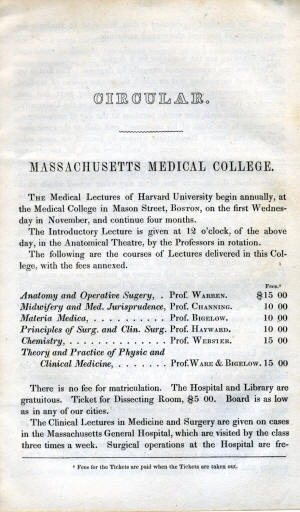 CIRCULAR.
MASSACHUSETTS MEDICAL COLLEGE.
The Medical Lectures of Harvard University begin annually, at
the Medical College in Mason Street, Boston, on the first Wednes-
day in November, and continue four months.
The Introductory Lecture is given at 12 o'clock, of the above
day, in the Anatomical Theatre, by the Professors in rotation.
The following are the courses of Lectures delivered in this Col-
lege, with the fees annexed.
Fees.*
Anatomy and Operative Sugery, . Prof. Warren. $15 00
Midwifery and Med. Jurisprudence, Prof. Channing. 10 00
Materia Medica, . . . . . . . . . . Prof. Bigelow. 10 00
Principles of Surg. and Clin. Surg. Prof. Hayward. 10 00
Chemistry, . . . . . . . . . . . . . Prof. Webster. 15 00
Theory and Practice of Physic and
Clinical Medicine, . . . . . . . Prof. Ware & Bigelow. 15 00
There is no fee for matriculation. The Hospital and Library are
gratuitous. Ticket for Dissecting Room, $5 00. Board is as low
as in any of our cities.
The Clinical Lectures in Medicine and Surgery are given on cases
in the Massachusetts General Hospital, which are visited by the class
three times a week. Surgical operations at the Hospital are fre-
* Fees for the Tickets are paid when the Tickets are taken out.